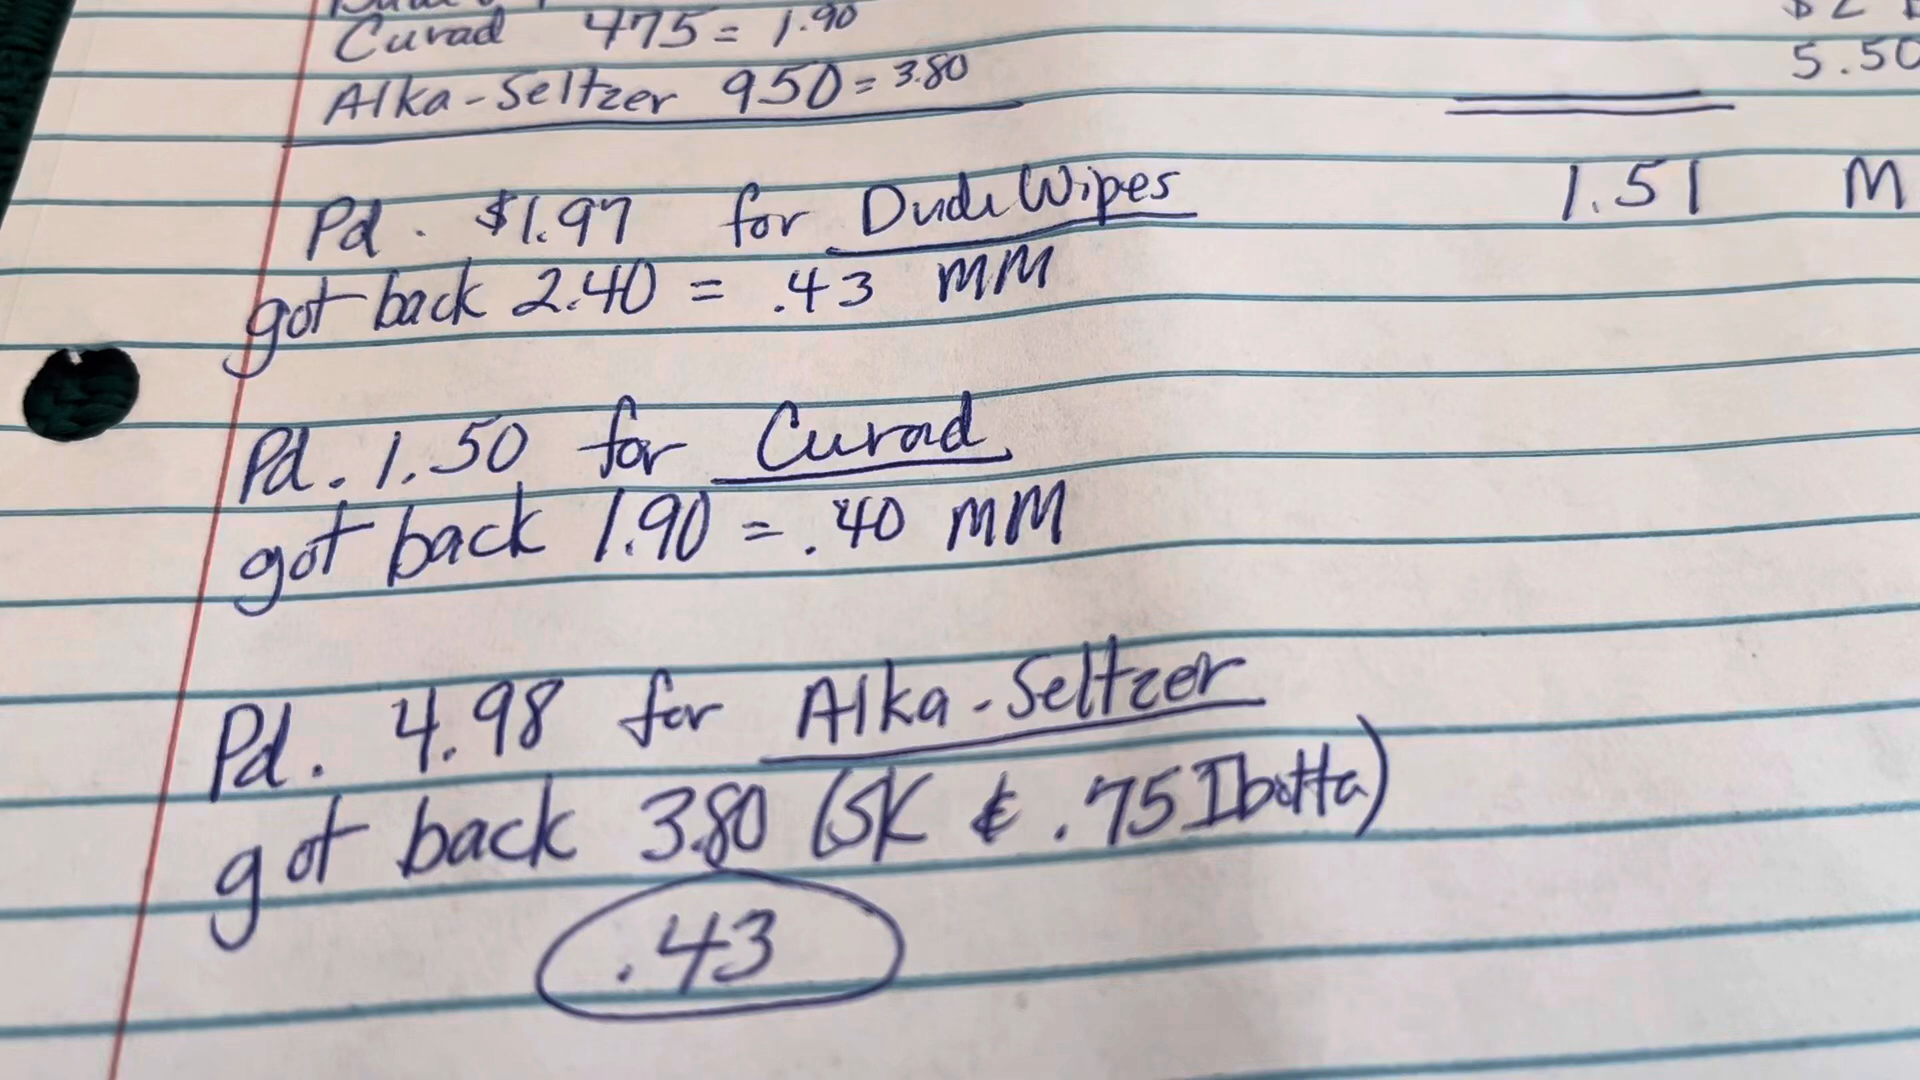 Curad 475 = 1.90
Alka-Seltzer 950 = 3.80
5.50
Pd. $1.97 for Dude Wipes
got back 2.40 = .43 MM
1.51 M
Pd. 1.50 for Curad
got back 1.90 = .40 MM
Pd. 4.98 for Alka-Seltzer
got back 3.80 (SK & .75 Ibotta)
.43